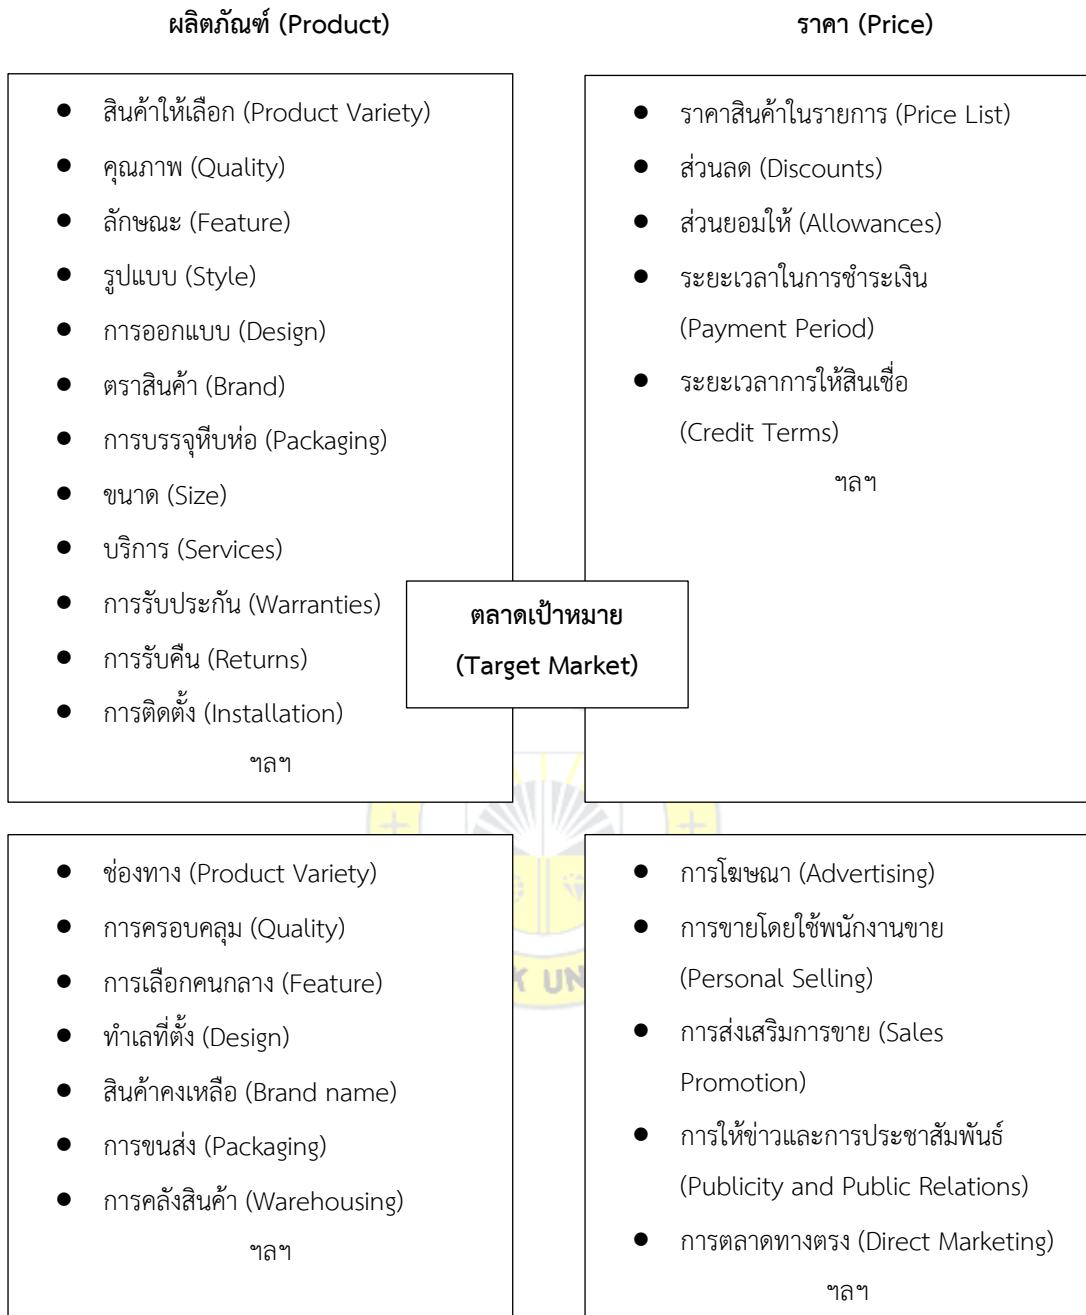 ผลิตภัณฑ์ (Product)
ราคา (Price)
● สินค้าให้เลือก (Product Variety)
● คุณภาพ (Quality)
● ลักษณะ (Feature)
● รูปแบบ (Style)
● การออกแบบ (Design)
● ตราสินค้า (Brand)
● การบรรจุหีบห่อ (Packaging)
● ขนาด (Size)
● บริการ (Services)
● การรับประกัน (Warranties)
● การรับคืน (Returns)
● การติดตั้ง (Installation)
ฯลฯ
● ราคาสินค้าในรายการ (Price List)
● ส่วนลด (Discounts)
● ส่วนยอมให้ (Allowances)
● ระยะเวลาในการชำระเงิน
(Payment Period)
● ระยะเวลาการให้สินเชื่อ
(Credit Terms)
ฯลฯ
ตลาดเป้าหมาย
(Target Market)
● ช่องทาง (Product Variety)
● การครอบคลุม (Quality)
● การเลือกคนกลาง (Feature)
● ทำเลที่ตั้ง (Design)
● สินค้าคงเหลือ (Brand name)
● การขนส่ง (Packaging)
● การคลังสินค้า (Warehousing)
ฯลฯ
● การโฆษณา (Advertising)
● การขายโดยใช้พนักงานขาย
(Personal Selling)
● การส่งเสริมการขาย (Sales
Promotion)
● การให้ข่าวและการประชาสัมพันธ์
(Publicity and Public Relations)
● การตลาดทางตรง (Direct Marketing)
ฯลฯ